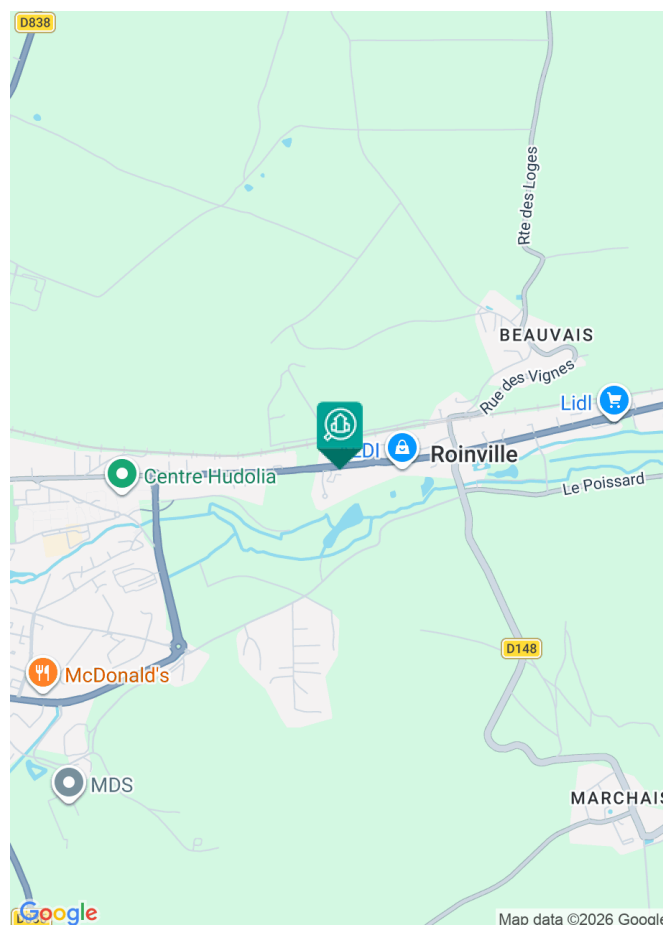 D838
Rte des Loges
BEAUVAIS
Rue des Vignes
Lidl
Roinville
Centre Hudolia
Le Poissard
D148
McDonald's
MDS
MARCHAIS
Google
Map data ©2026 Google